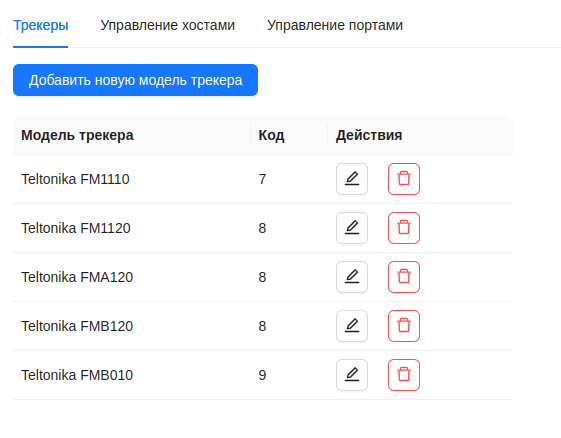 Трекеры Управление хостами Управление портами
Добавить новую модель трекера
Модель трекера Код Действия
Teltonika FM1110 7
Teltonika FM1120 8
Teltonika FMA120 8
Teltonika FMB120 8
Teltonika FMB010 9